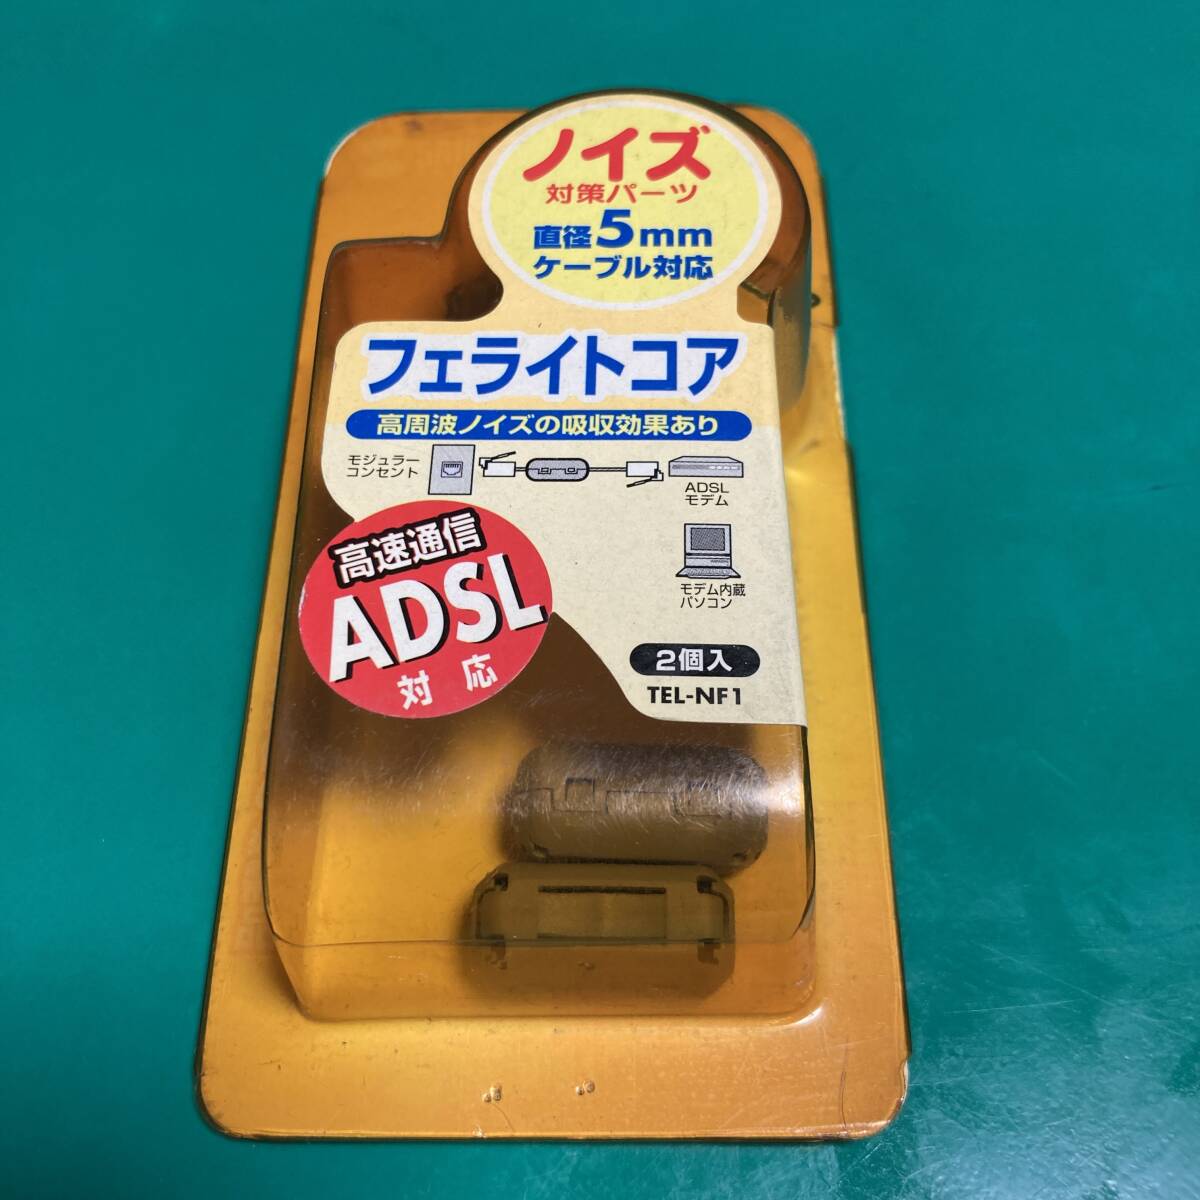 ノイズ
対策パーツ
直径5mm
ケーブル対応
フェライトコア
高周波ノイズの吸収効果あり
モジュラー
コンセント
ADSL
モデム
高速通信
ADSL
対応
モデム内蔵
パソコン
2個入
TEL-NF1